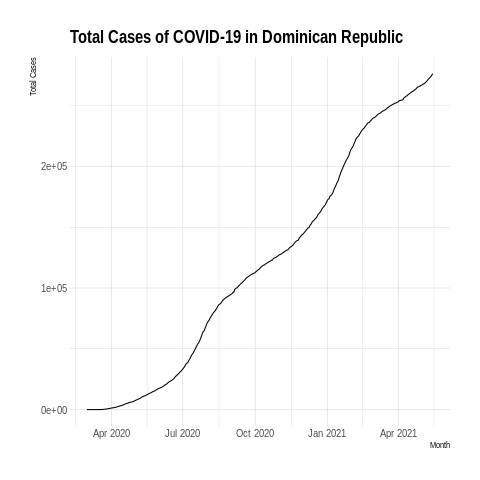 Total Cases of COVID-19 in Dominican Republic
Total Cases
2e+05
1e+05
0e+00
Apr 2020 Jul 2020 Oct 2020 Jan 2021 Apr 2021
Month